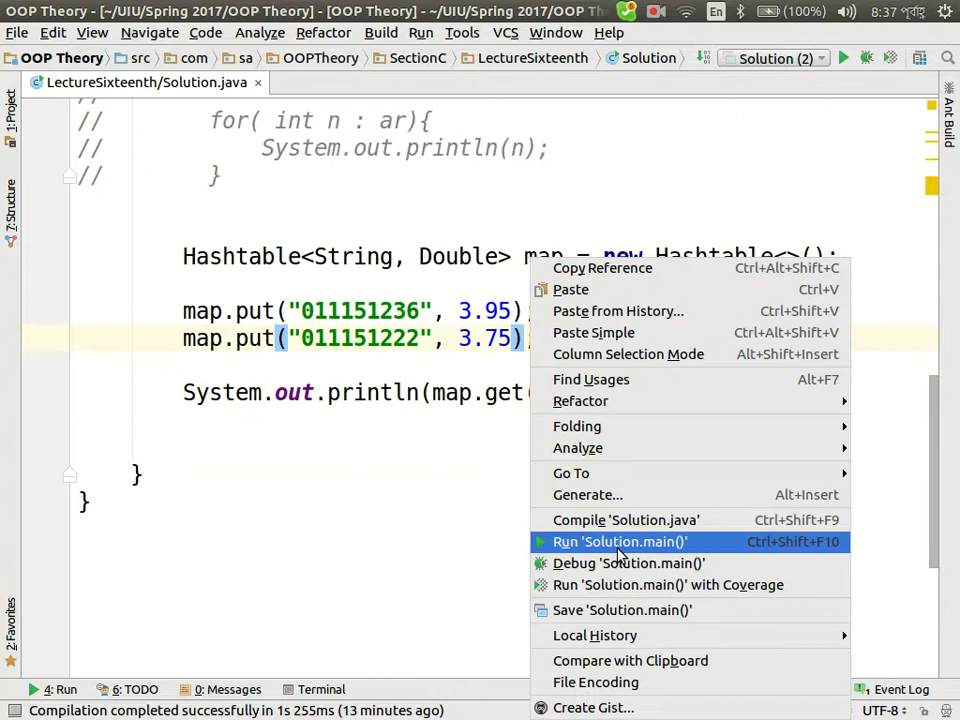 OOP Theory - [~/UIU/Spring 2017/OOP Theory] - [OOP Theory] - [~/UIU/Spring 2017/ En (100%) 8:37 পূর্বাহ্ণ
File Edit View Navigate Code Analyze Refactor Build Run Tools VCS Window Help
OOP Theory src com sa OOPTheory SectionC LectureSixteenth Solution Solution (2)
LectureSixteenth/Solution.java
1: Project
7: Structure
2: Favorites
Ant Build
//
// for( int n : ar){
// System.out.println(n);
// }
Hashtable<String, Double> map = new Hashtable<>();
map.put("011151236", 3.95);
map.put("011151222", 3.75);
System.out.println(map.get(
}
}
Copy Reference Ctrl+Alt+Shift+C
Paste Ctrl+V
Paste from History... Ctrl+Shift+V
Paste Simple Ctrl+Alt+Shift+V
Column Selection Mode Alt+Shift+Insert
Find Usages Alt+F7
Refactor
Folding
Analyze
Go To
Generate... Alt+Insert
Compile 'Solution.java' Ctrl+Shift+F9
Run 'Solution.main()' Ctrl+Shift+F10
Debug 'Solution.main()'
Run 'Solution.main()' with Coverage
Save 'Solution.main()'
Local History
Compare with Clipboard
File Encoding
Create Gist...
4: Run 6: TODO 0: Messages Terminal 1 Event Log
Compilation completed successfully in 1s 255ms (13 minutes ago) UTF-8